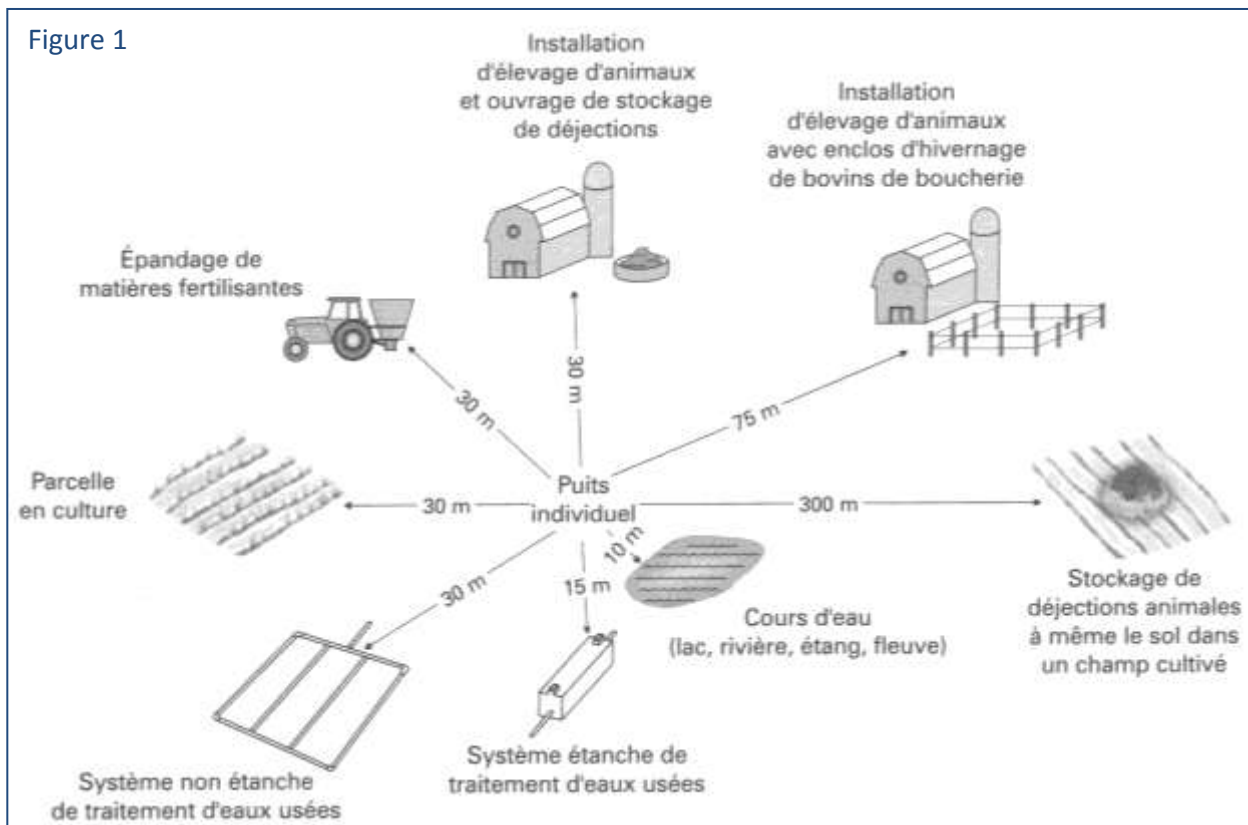 Figure 1
Installation
d'élevage d'animaux
et ouvrage de stockage
de déjections
Installation
d'élevage d'animaux
avec enclos d'hivernage
de bovins de boucherie
Épandage de
matières fertilisantes
30 m
30 m
75 m
Parcelle
en culture
30 m
Puits
individuel
300 m
10 m
30 m
15 m
Cours d'eau
(lac, rivière, étang, fleuve)
Stockage de
déjections animales
à même le sol dans
un champ cultivé
Système étanche de
traitement d'eaux usées
Système non étanche
de traitement d'eaux usées